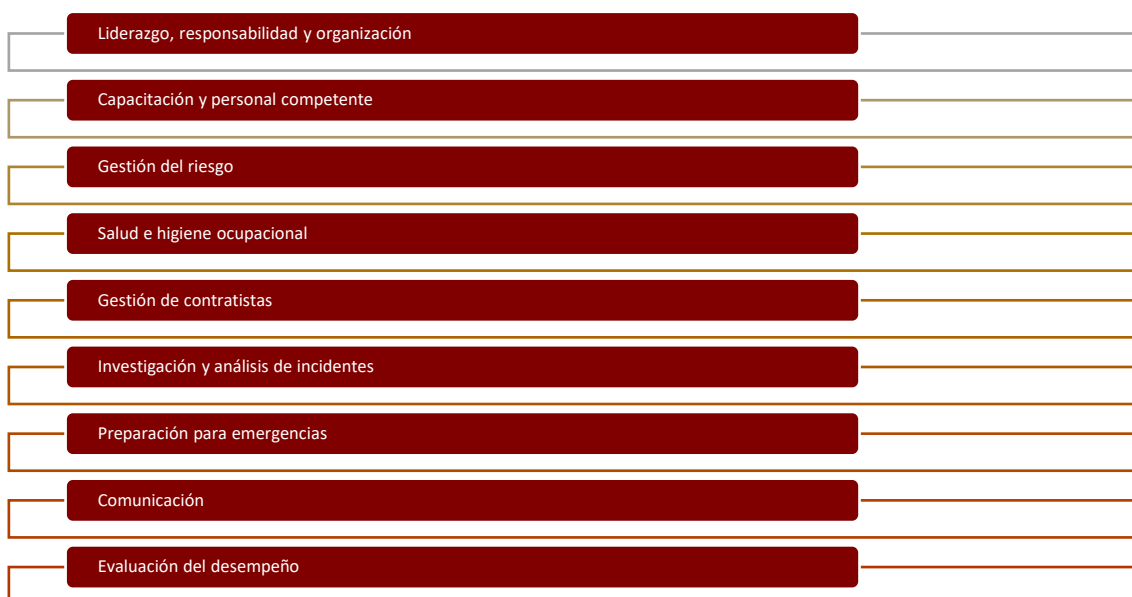 Liderazgo, responsabilidad y organización
Capacitación y personal competente
Gestión del riesgo
Salud e higiene ocupacional
Gestión de contratistas
Investigación y análisis de incidentes
Preparación para emergencias
Comunicación
Evaluación del desempeño